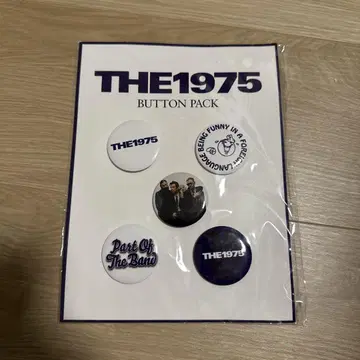 THE1975
BUTTON PACK
THE1975
BEING FUNNY IN A FOREIGN LANGUAGE
Part Of
The Band
THE1975